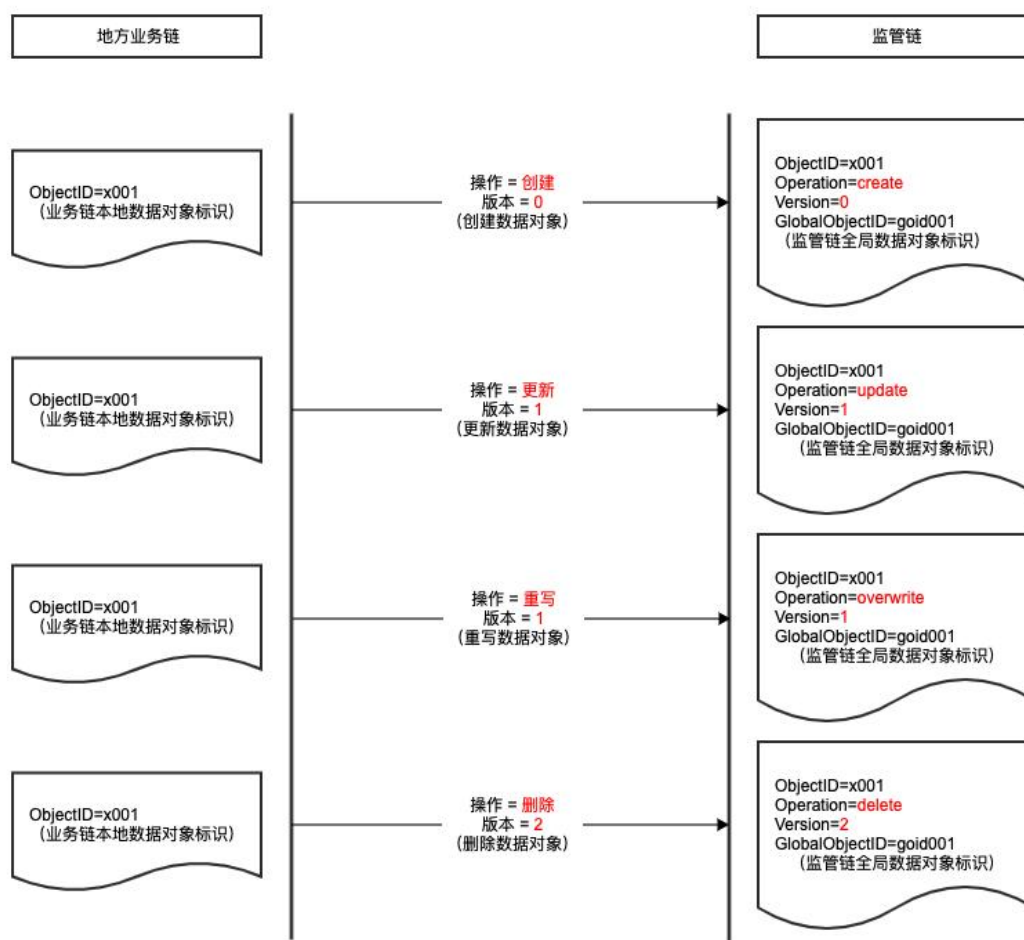 地方业务链
监管链
ObjectID=x001
（业务链本地数据对象标识）
操作 = 创建
版本 = 0
(创建数据对象)
ObjectID=x001
Operation=create
Version=0
GlobalObjectID=goid001
（监管链全局数据对象标识）
ObjectID=x001
（业务链本地数据对象标识）
操作 = 更新
版本 = 1
(更新数据对象)
ObjectID=x001
Operation=update
Version=1
GlobalObjectID=goid001
（监管链全局数据对象标识）
ObjectID=x001
（业务链本地数据对象标识）
操作 = 重写
版本 = 1
(重写数据对象)
ObjectID=x001
Operation=overwrite
Version=1
GlobalObjectID=goid001
（监管链全局数据对象标识）
ObjectID=x001
（业务链本地数据对象标识）
操作 = 删除
版本 = 2
(删除数据对象)
ObjectID=x001
Operation=delete
Version=2
GlobalObjectID=goid001
（监管链全局数据对象标识）